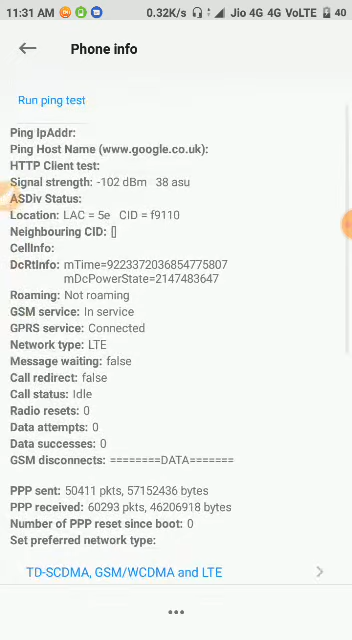 11:31 AM 0.32K/s Jio 4G 4G VoLTE 40
Phone info
Run ping test
Ping IpAddr:
Ping Host Name (www.google.co.uk):
HTTP Client test:
Signal strength: -102 dBm 38 asu
ASDiv Status:
Location: LAC = 5e CID = f9110
Neighbouring CID: []
CellInfo:
DcRtInfo: mTime=9223372036854775807
mDcPowerState=2147483647
Roaming: Not roaming
GSM service: In service
GPRS service: Connected
Network type: LTE
Message waiting: false
Call redirect: false
Call status: Idle
Radio resets: 0
Data attempts: 0
Data successes: 0
GSM disconnects: ========DATA=======
PPP sent: 50411 pkts, 57152436 bytes
PPP received: 60293 pkts, 46206918 bytes
Number of PPP reset since boot: 0
Set preferred network type:
TD-SCDMA, GSM/WCDMA and LTE